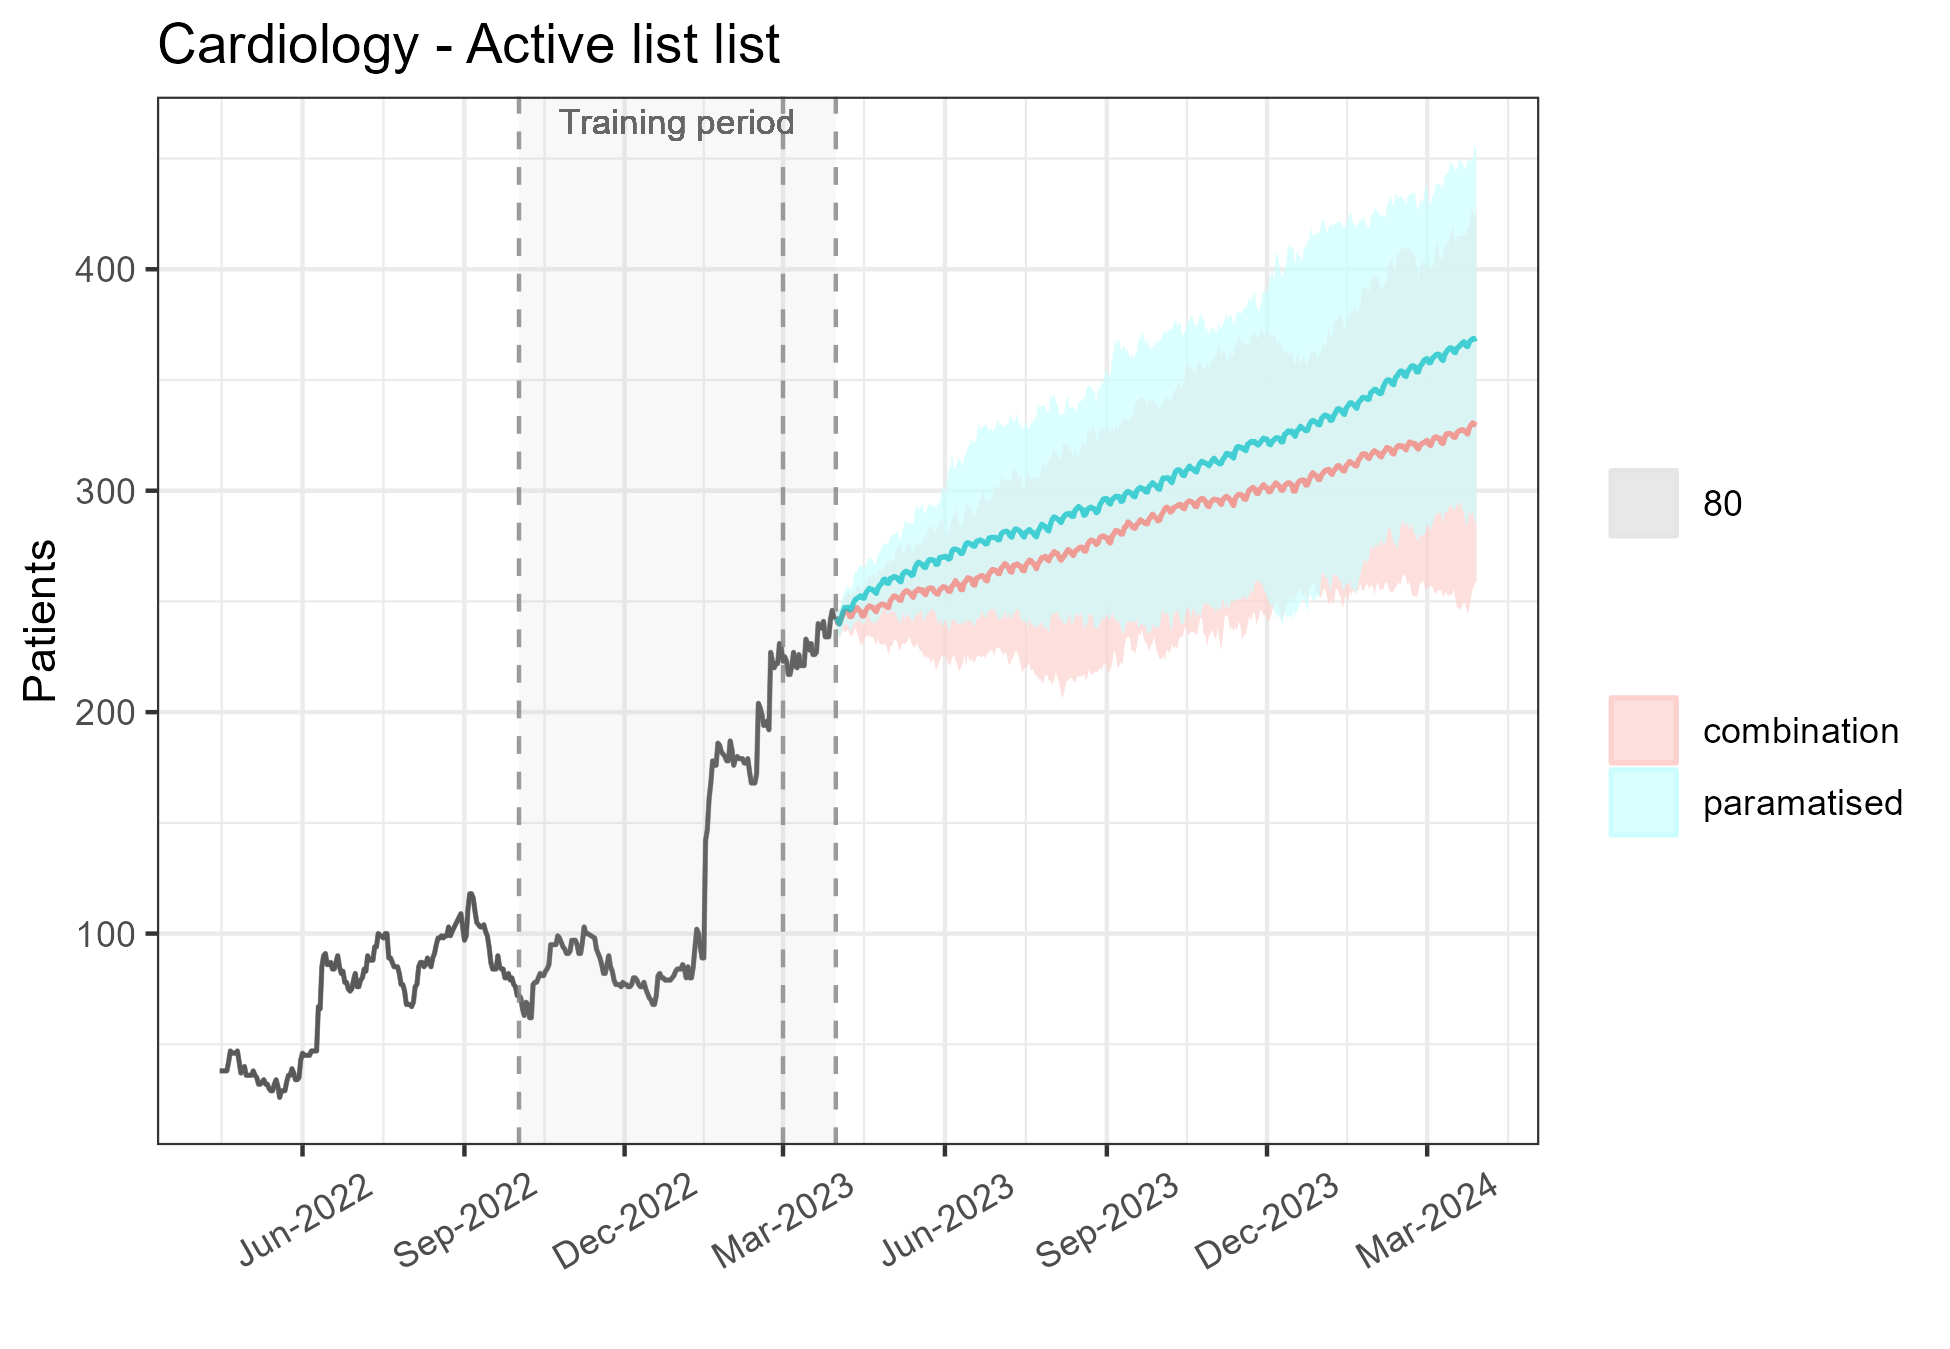 Cardiology - Active list list
Training period
Patients
400
300
200
100
Jun-2022
Sep-2022
Dec-2022
Mar-2023
Jun-2023
Sep-2023
Dec-2023
Mar-2024
80
combination
paramatised